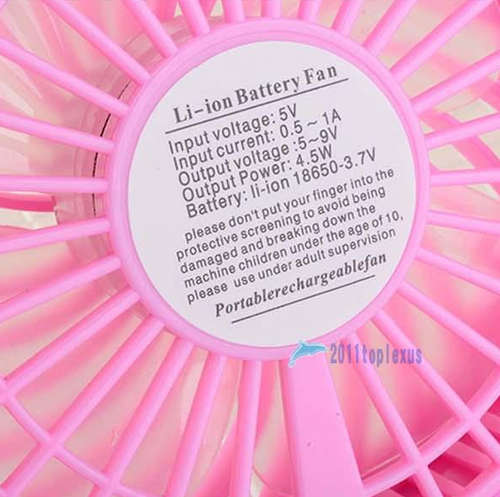 Li-ion Battery Fan
Input voltage: 5V
Input current: 0.5~1A
Output voltage :5~9V
Output Power: 4.5W
Battery: li-ion 18650-3.7V
please don't put your finger into the
protective screening to avoid being
damaged and breaking down the
machine children under the age of 10,
please use under adult supervision
Portablerechargeablefan
2011toplexus